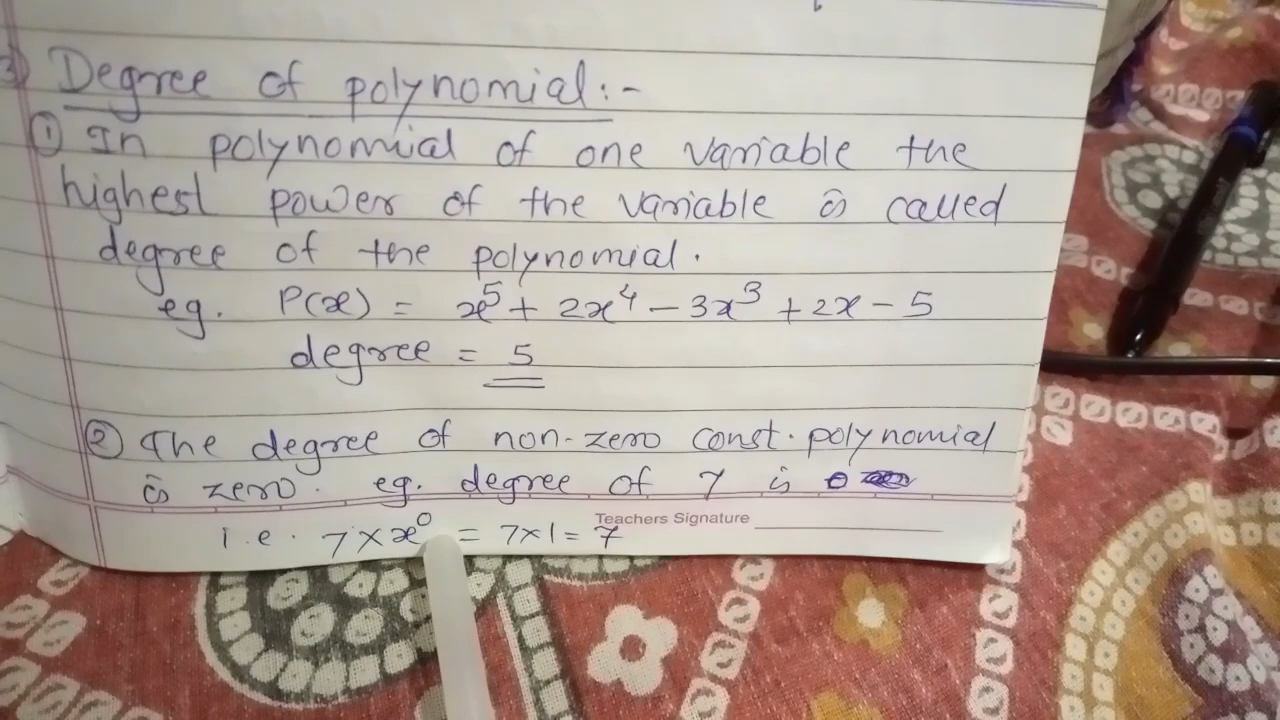 3) Degree of polynomial :-
① In polynomial of one variable the
highest power of the variable is called
degree of the polynomial.
eg. P(x) = x⁵ + 2x⁴ - 3x³ + 2x - 5
degree = 5
② The degree of non-zero const. polynomial
is zero. eg. degree of 7 is 0
Teachers Signature
i.e. 7 × x⁰ = 7×1 = 7